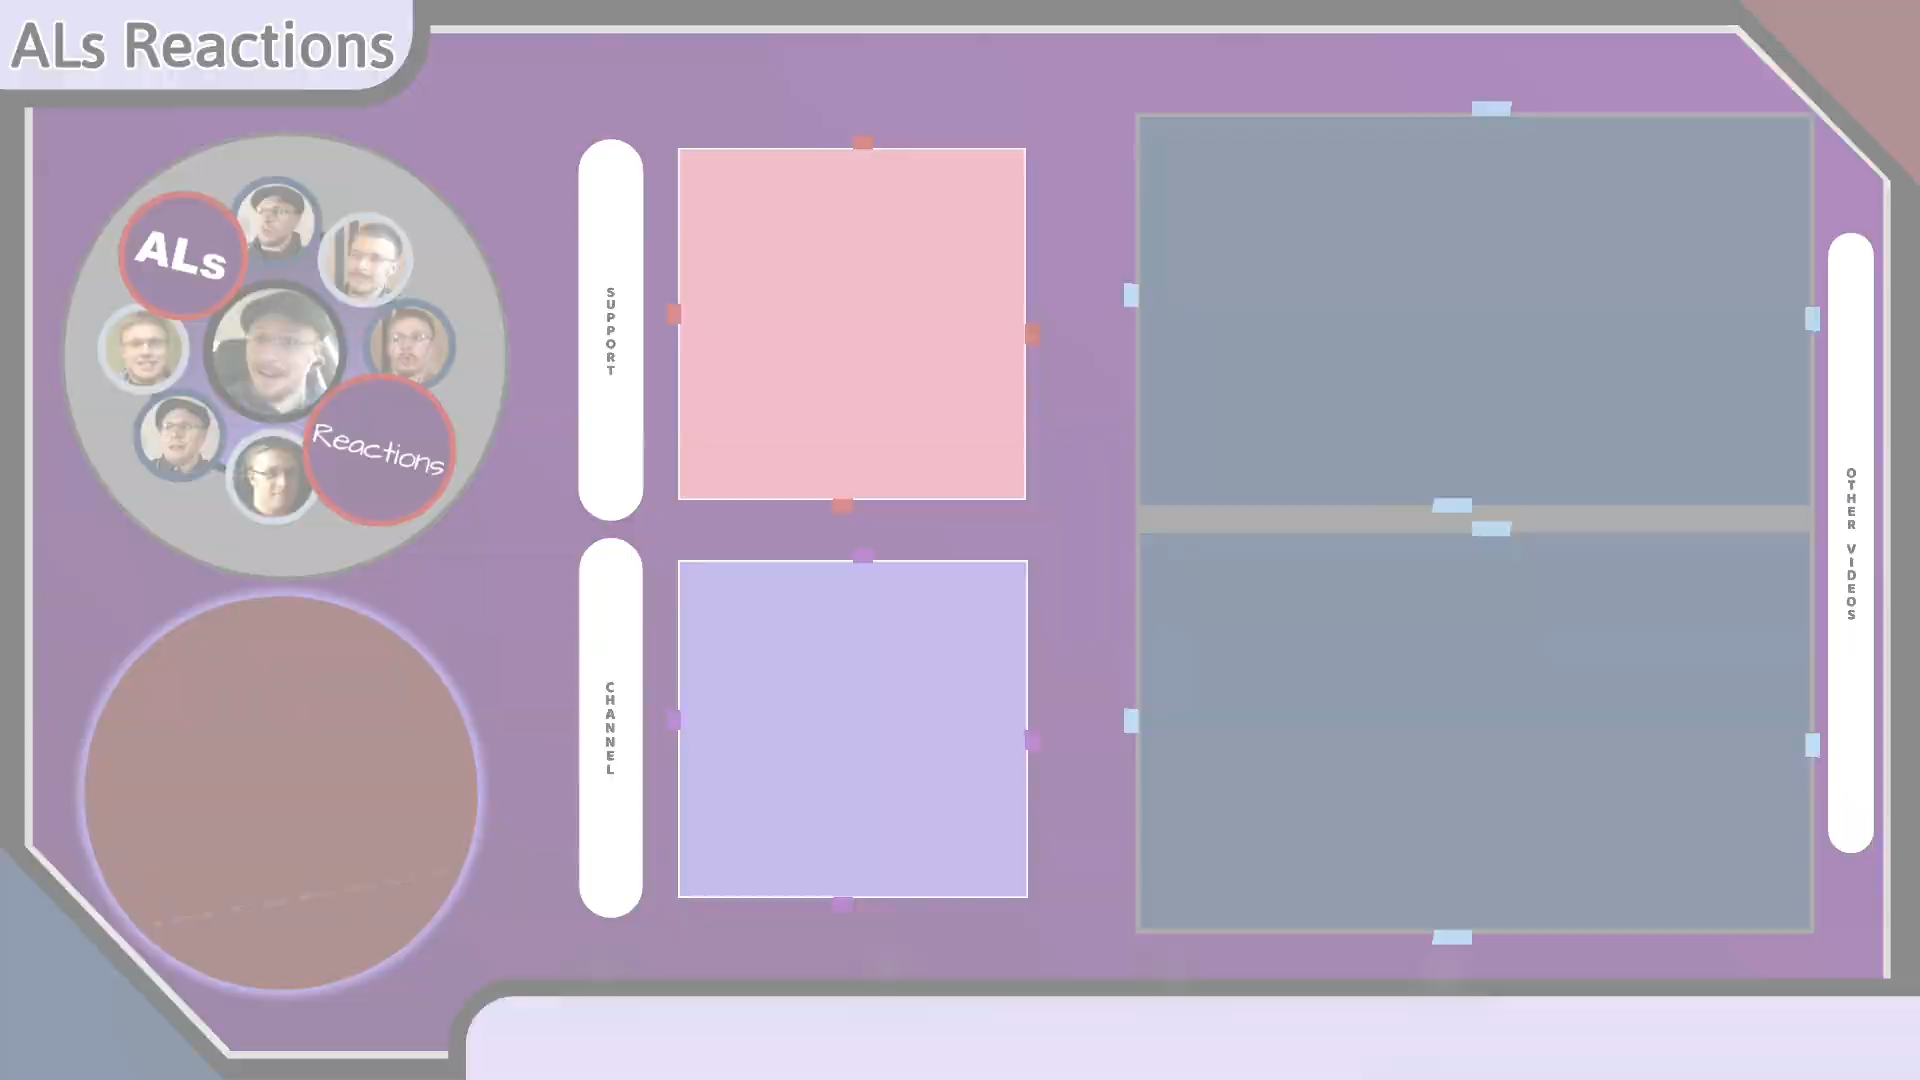 ALs Reactions
ALs
Reactions
SUPPORT
CHANNEL
OTHER VIDEOS